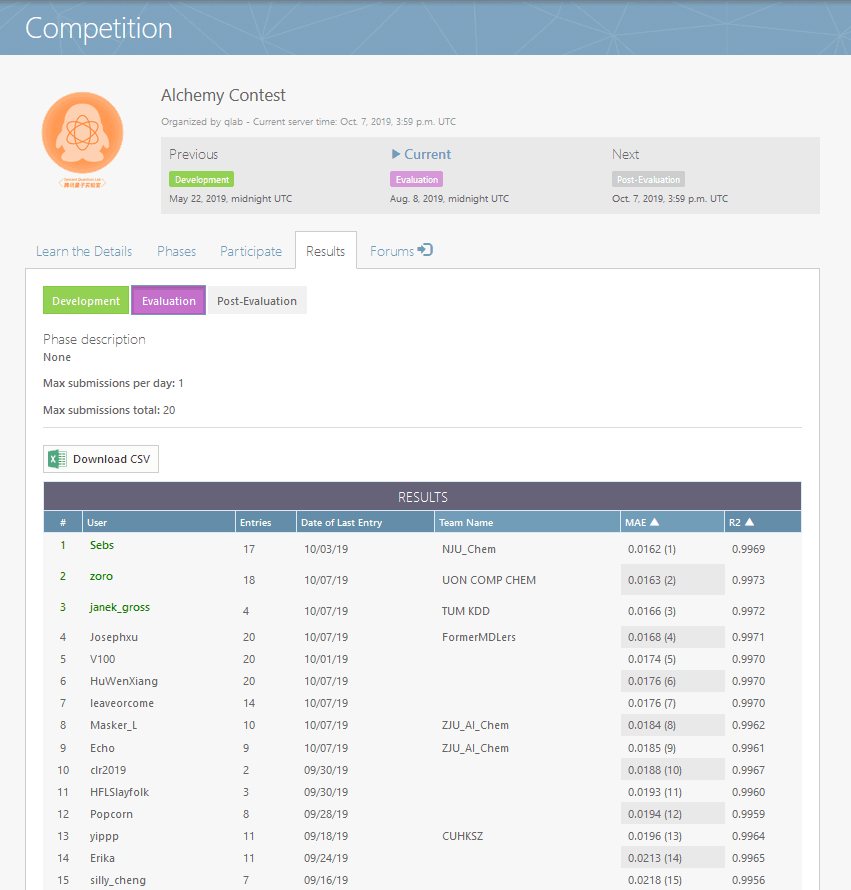 Competition
Alchemy Contest
Organized by qlab - Current server time: Oct. 7, 2019, 3:59 p.m. UTC
Previous Current Next
Development Evaluation Post-Evaluation
May 22, 2019, midnight UTC Aug. 8, 2019, midnight UTC Oct. 7, 2019, 3:59 p.m. UTC
Tencent Quantum Lab
腾讯量子实验室
Learn the Details Phases Participate Results Forums
Development Evaluation Post-Evaluation
Phase description
None
Max submissions per day: 1
Max submissions total: 20
Download CSV
RESULTS
# User Entries Date of Last Entry Team Name MAE ▲ R2 ▲
1 Sebs 17 10/03/19 NJU_Chem 0.0162 (1) 0.9969
2 zoro 18 10/07/19 UON COMP CHEM 0.0163 (2) 0.9973
3 janek_gross 4 10/07/19 TUM KDD 0.0166 (3) 0.9972
4 Josephxu 20 10/07/19 FormerMDLers 0.0168 (4) 0.9971
5 V100 20 10/01/19 0.0174 (5) 0.9970
6 HuWenXiang 20 10/07/19 0.0176 (6) 0.9970
7 leaveorcome 14 10/07/19 0.0176 (7) 0.9970
8 Masker_L 10 10/07/19 ZJU_AI_Chem 0.0184 (8) 0.9962
9 Echo 9 10/07/19 ZJU_AI_Chem 0.0185 (9) 0.9961
10 clr2019 2 09/30/19 0.0188 (10) 0.9967
11 HFLSlayfolk 3 09/30/19 0.0193 (11) 0.9960
12 Popcorn 8 09/28/19 0.0194 (12) 0.9959
13 yippp 11 09/18/19 CUHKSZ 0.0196 (13) 0.9964
14 Erika 11 09/24/19 0.0213 (14) 0.9965
15 silly_cheng 7 09/16/19 0.0218 (15) 0.9956